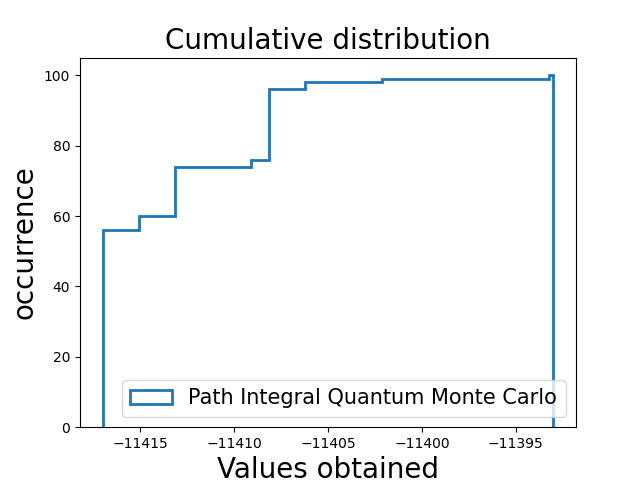 Cumulative distribution
occurrence
100
80
60
40
20
0
Path Integral Quantum Monte Carlo
−11415 −11410 −11405 −11400 −11395
Values obtained